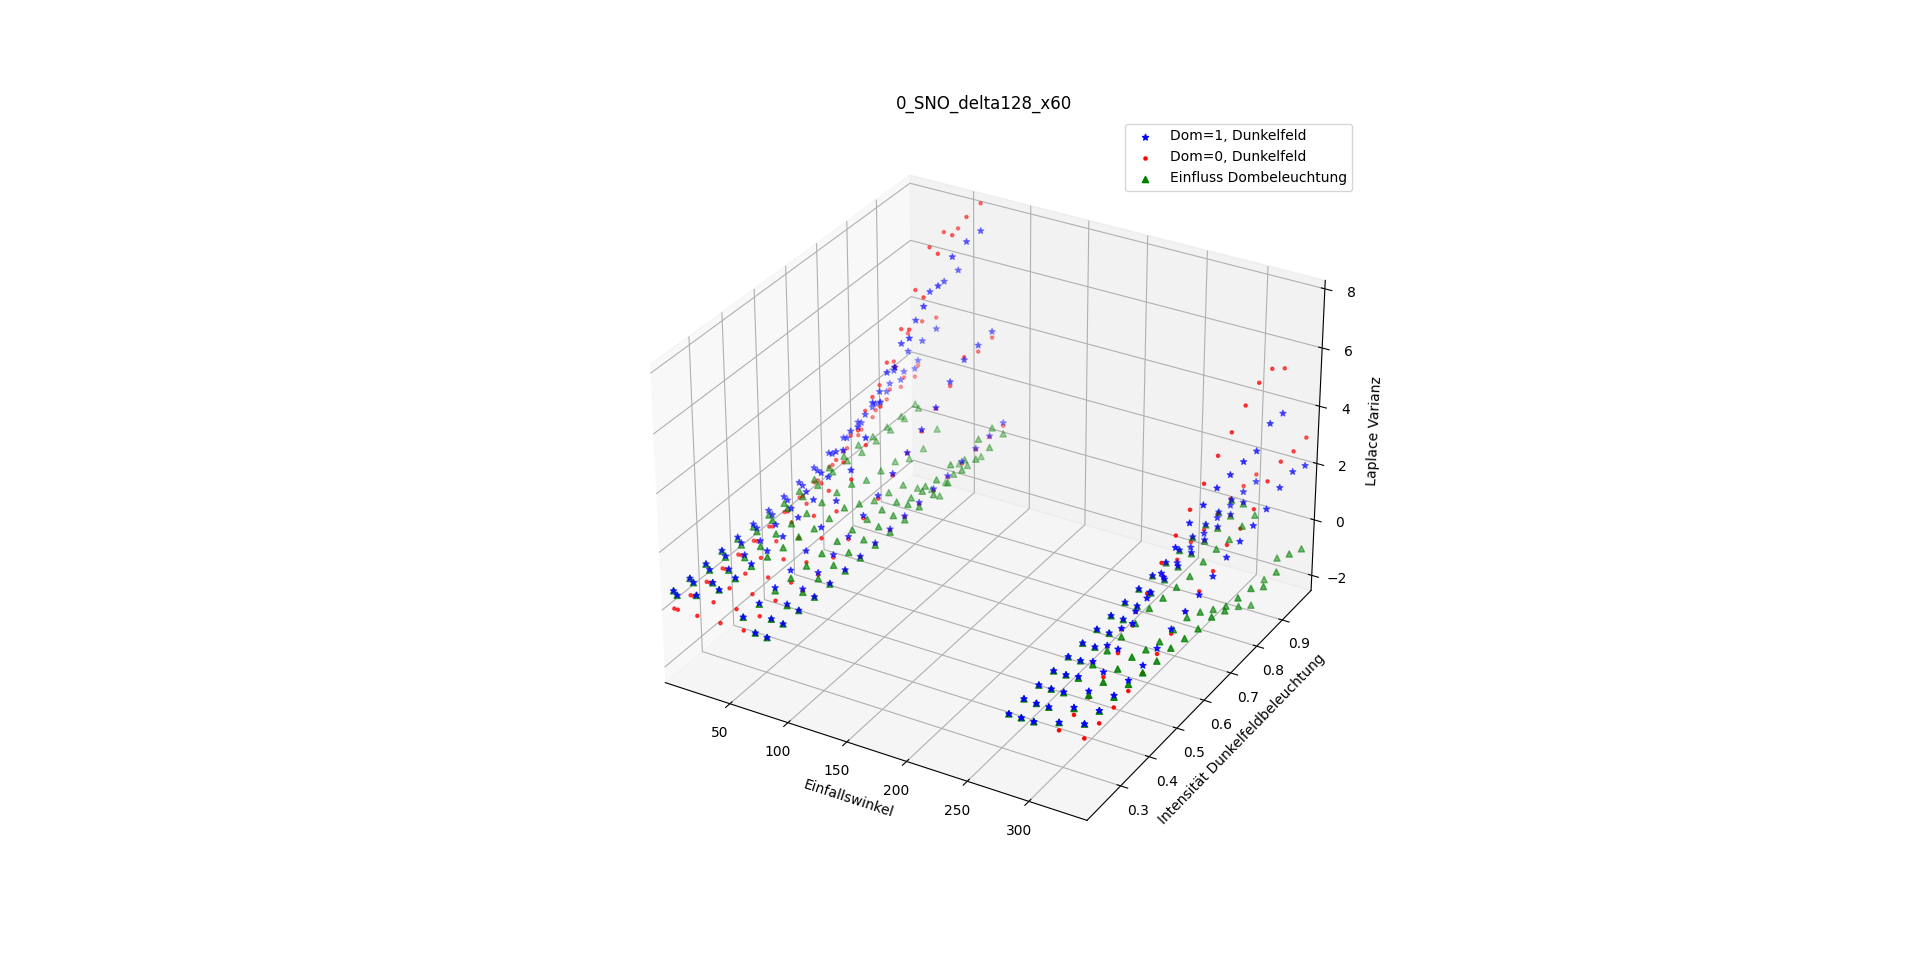 0_SNO_delta128_x60
Dom=1, Dunkelfeld
Dom=0, Dunkelfeld
Einfluss Dombeleuchtung
8
6
4
2
0
−2
Laplace Varianz
0.9
0.8
0.7
0.6
0.5
0.4
0.3
Intensität Dunkelfeldbeleuchtung
50
100
150
200
250
300
Einfallswinkel